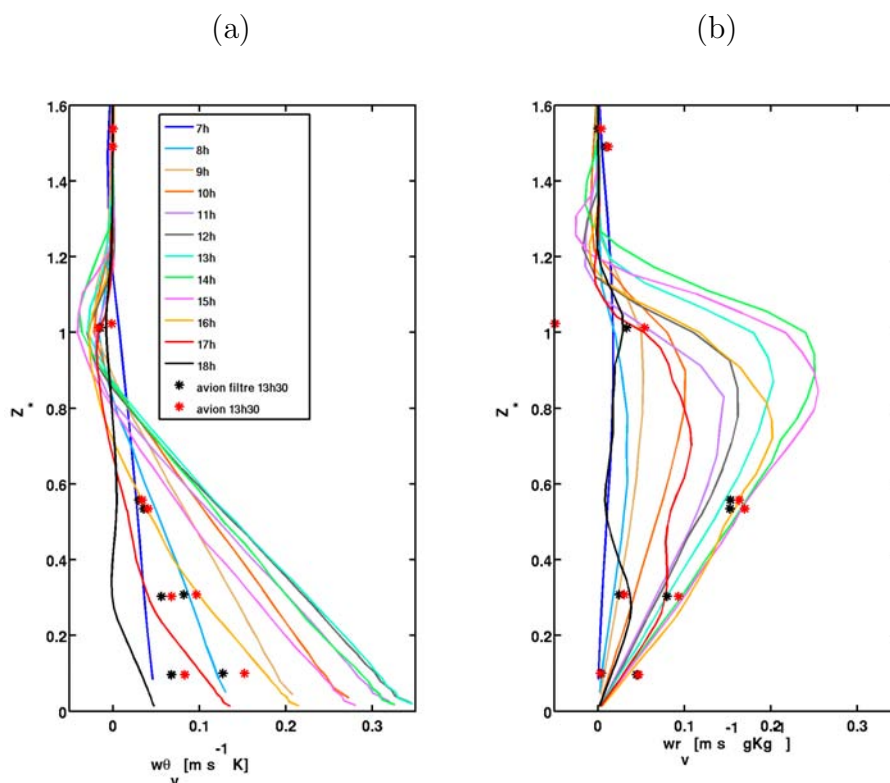 (a)
(b)
1.6
1.4
1.2
1
0.8
0.6
0.4
0.2
0
Z*
7h
8h
9h
10h
11h
12h
13h
14h
15h
16h
17h
18h
avion filtre 13h30
avion 13h30
0 0.1 0.2 0.3
wθv [m s-1 K]
1.6
1.4
1.2
1
0.8
0.6
0.4
0.2
0
Z*
0 0.1 0.2 0.3
wrv [m s-1 gKg-1]